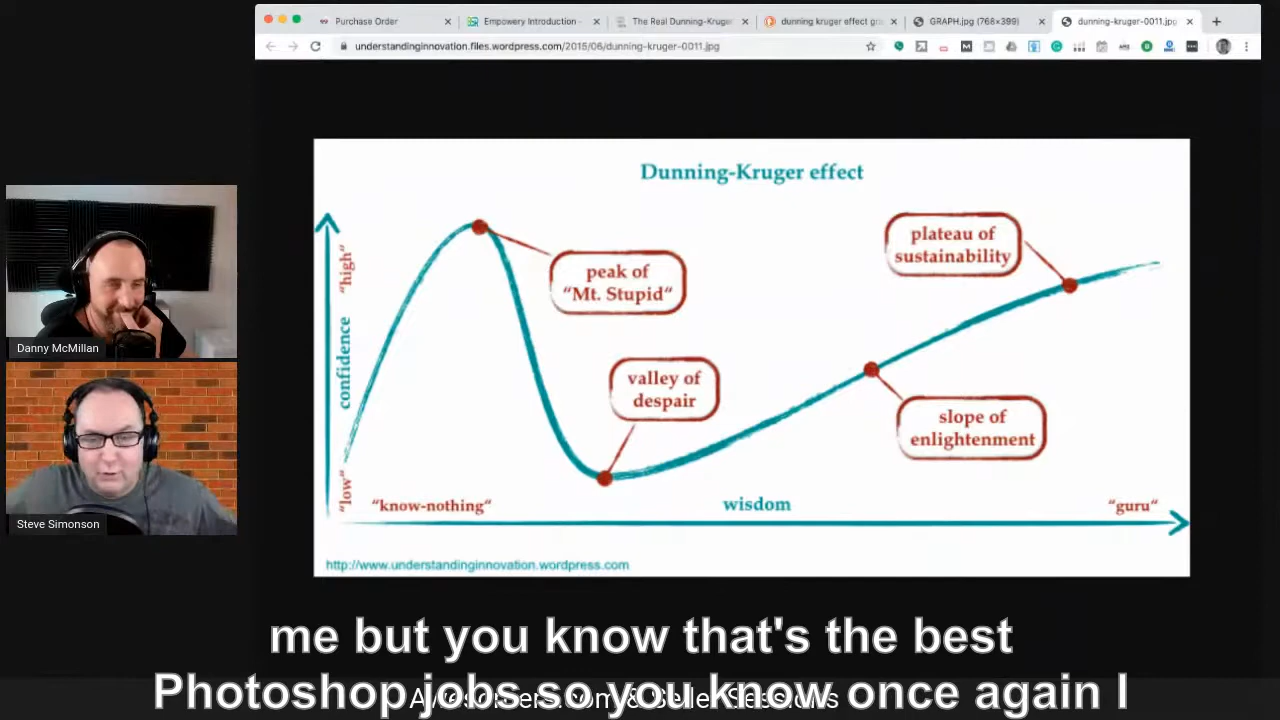 Purchase Order
Empowery Introduction -
The Real Dunning-Kruger
dunning kruger effect gra
GRAPH.jpg (768×399)
dunning-kruger-0011.jpg
understandinginnovation.files.wordpress.com/2015/06/dunning-kruger-0011.jpg
Dunning-Kruger effect
"high"
confidence
"low"
peak of
"Mt. Stupid"
plateau of
sustainability
valley of
despair
slope of
enlightenment
"know-nothing"
wisdom
"guru"
http://www.understandinginnovation.wordpress.com
Danny McMillan
Steve Simonson
me but you know that's the best
Photoshop jobs so you know once again I